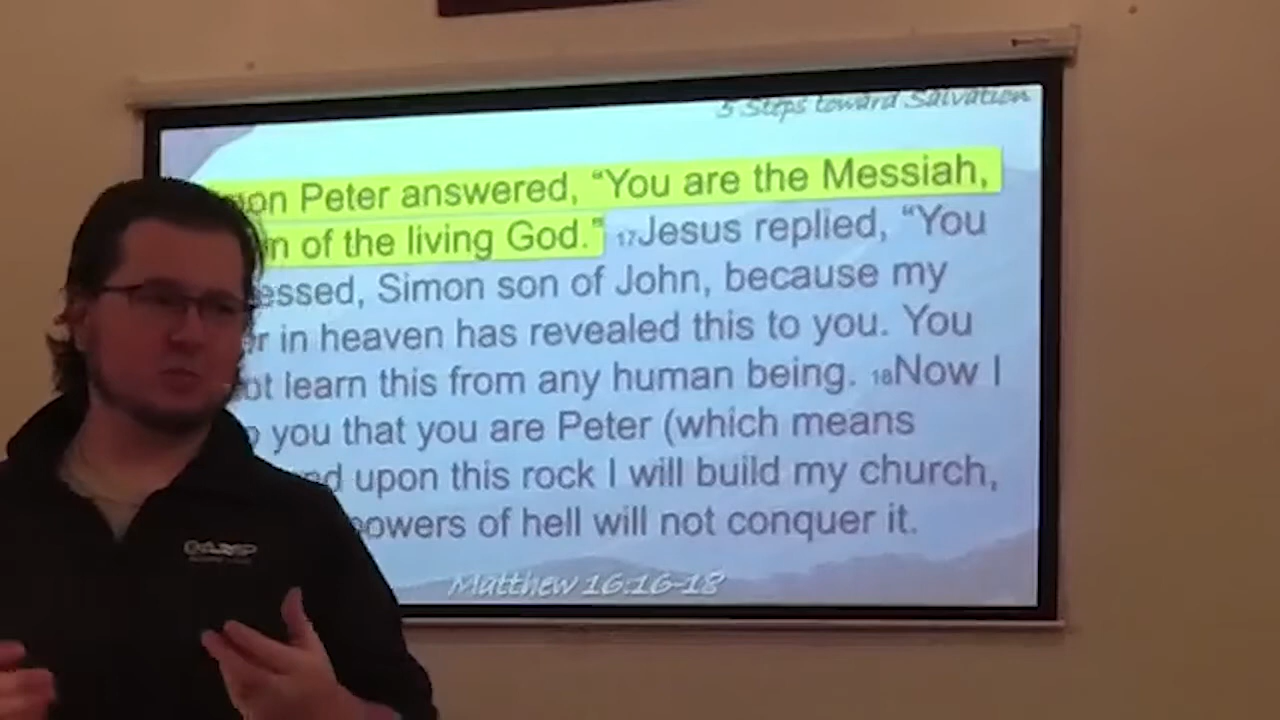 5 Steps toward Salvation
on Peter answered, “You are the Messiah,
n of the living God.” 17Jesus replied, “You
essed, Simon son of John, because my
r in heaven has revealed this to you. You
ot learn this from any human being. 18Now I
o you that you are Peter (which means
nd upon this rock I will build my church,
powers of hell will not conquer it.
Matthew 16:16-18